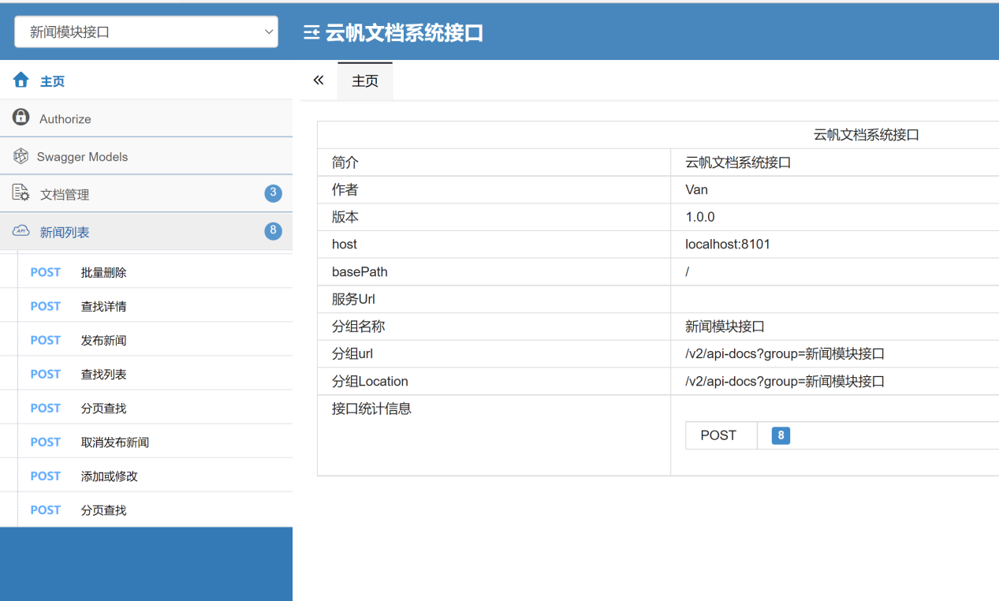 新闻模块接口
云帆文档系统接口
主页
Authorize
Swagger Models
文档管理 3
新闻列表 8
POST 批量删除
POST 查找详情
POST 发布新闻
POST 查找列表
POST 分页查找
POST 取消发布新闻
POST 添加或修改
POST 分页查找
主页
云帆文档系统接口
简介 云帆文档系统接口
作者 Van
版本 1.0.0
host localhost:8101
basePath /
服务Url
分组名称 新闻模块接口
分组url /v2/api-docs?group=新闻模块接口
分组Location /v2/api-docs?group=新闻模块接口
接口统计信息
POST 8